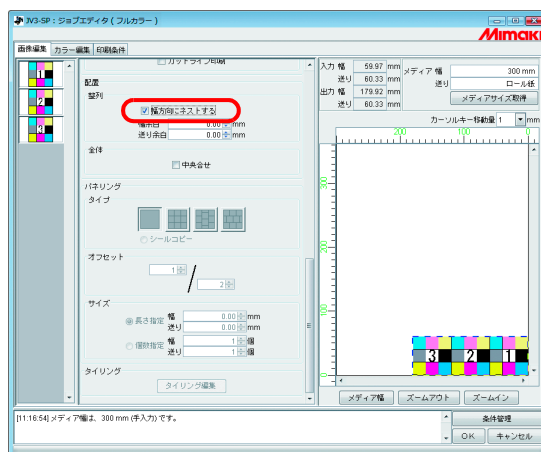 JV3-SP : ジョブエディタ ( フルカラー )
Mimaki
画像編集 カラー編集 印刷条件
1
2
3
カットライン印刷
配置
整列
幅方向にネストする
幅余白 0.00 mm
送り余白 0.00 mm
全体
中央合せ
パネリング
タイプ
シールコピー
オフセット
1 / 2
サイズ
長さ指定 幅 0.00 mm
送り 0.00 mm
個数指定 幅 1 個
送り 1 個
タイリング
タイリング編集
入力 幅 59.97 mm
送り 60.33 mm
出力 幅 179.92 mm
送り 60.33 mm
メディア 幅 300 mm
送り ロール紙
メディアサイズ取得
カーソルキー移動量 1 mm
200 100 0
3 2 1
メディア幅 ズームアウト ズームイン
[11:16:54] メディア幅は、300 mm (手入力) です。
条件管理
OK キャンセル